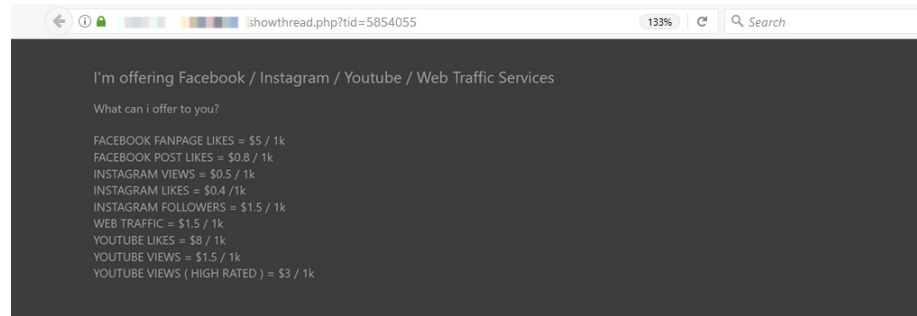 showthread.php?tid=5854055
133%
Search
I'm offering Facebook / Instagram / Youtube / Web Traffic Services
What can i offer to you?
FACEBOOK FANPAGE LIKES = $5 / 1k
FACEBOOK POST LIKES = $0.8 / 1k
INSTAGRAM VIEWS = $0.5 / 1k
INSTAGRAM LIKES = $0.4 /1k
INSTAGRAM FOLLOWERS = $1.5 / 1k
WEB TRAFFIC = $1.5 / 1k
YOUTUBE LIKES = $8 / 1k
YOUTUBE VIEWS = $1.5 / 1k
YOUTUBE VIEWS ( HIGH RATED ) = $3 / 1k